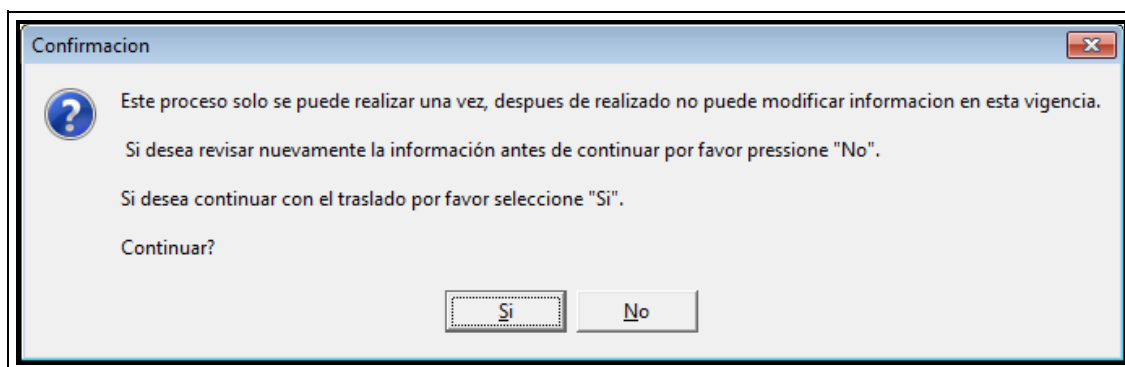 Confirmacion
Este proceso solo se puede realizar una vez, despues de realizado no puede modificar informacion en esta vigencia.
Si desea revisar nuevamente la información antes de continuar por favor pressione "No".
Si desea continuar con el traslado por favor seleccione "Si".
Continuar?
Si No